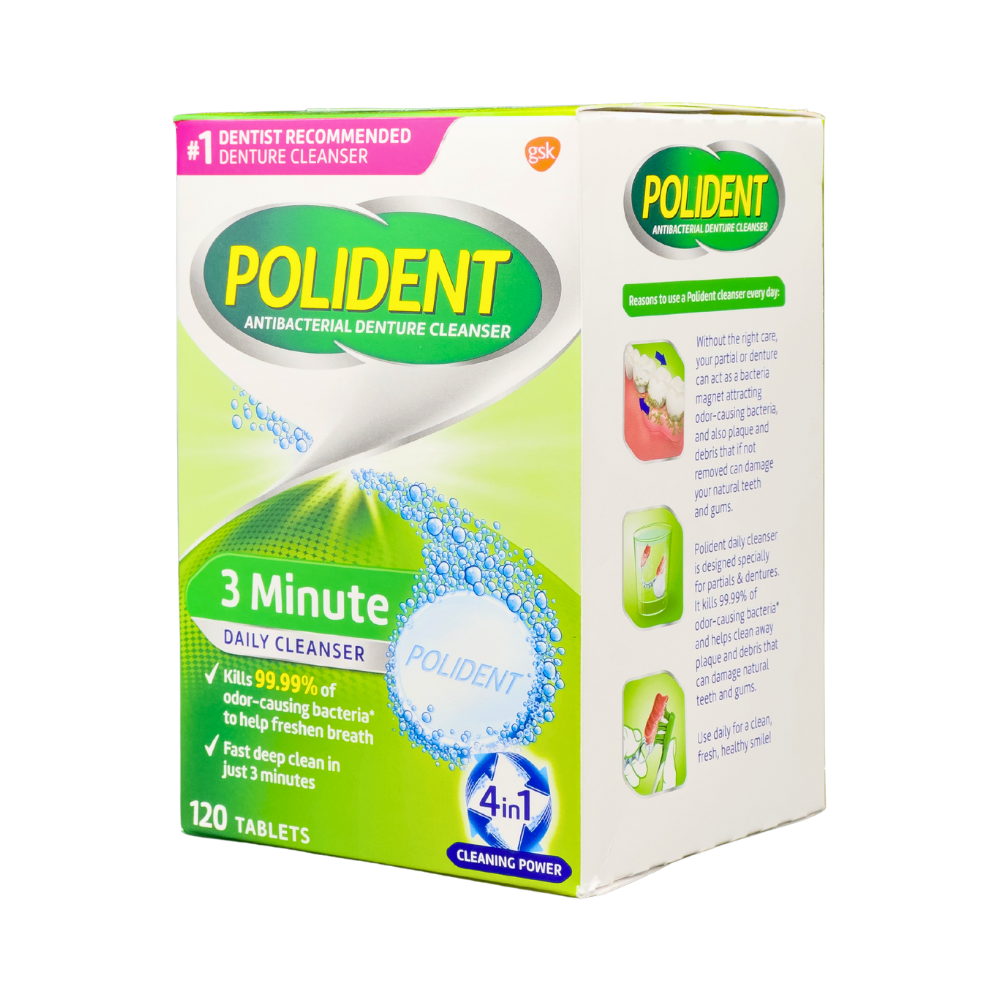 #1 DENTIST RECOMMENDED
DENTURE CLEANSER
gsk
POLIDENT
ANTIBACTERIAL DENTURE CLEANSER
3 Minute
DAILY CLEANSER
✓ Kills 99.99% of
odor-causing bacteria*
to help freshen breath
✓ Fast deep clean in
just 3 minutes
120 TABLETS
POLIDENT
4in1
CLEANING POWER
POLIDENT
ANTIBACTERIAL DENTURE CLEANSER
Reasons to use a Polident cleanser every day:
Without the right care,
your partial or denture
can act as a bacteria
magnet attracting
odor-causing bacteria,
and also plaque and
debris that if not
removed can damage
your natural teeth
and gums.
Polident daily cleanser
is designed specially
for partials & dentures.
It kills 99.99% of
odor-causing bacteria*
and helps clean away
plaque and debris that
can damage natural
teeth and gums.
Use daily for a clean,
fresh, healthy smile!